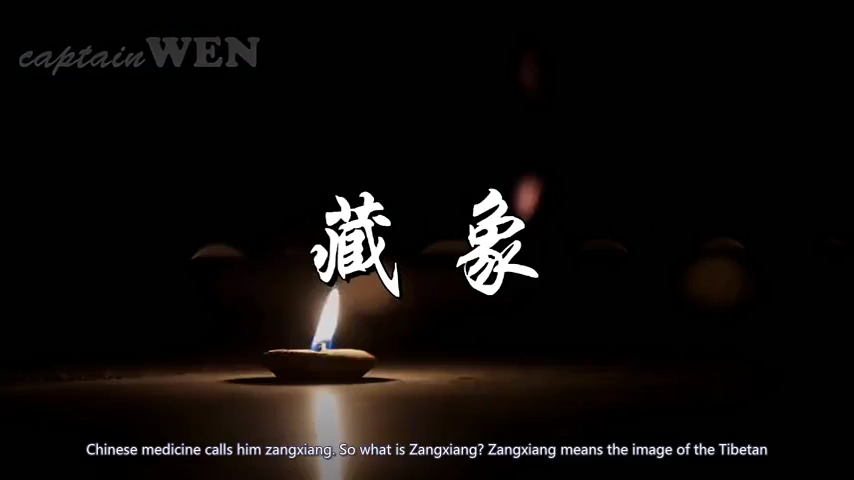 captainWEN
藏象
Chinese medicine calls him zangxiang. So what is Zangxiang? Zangxiang means the image of the Tibetan